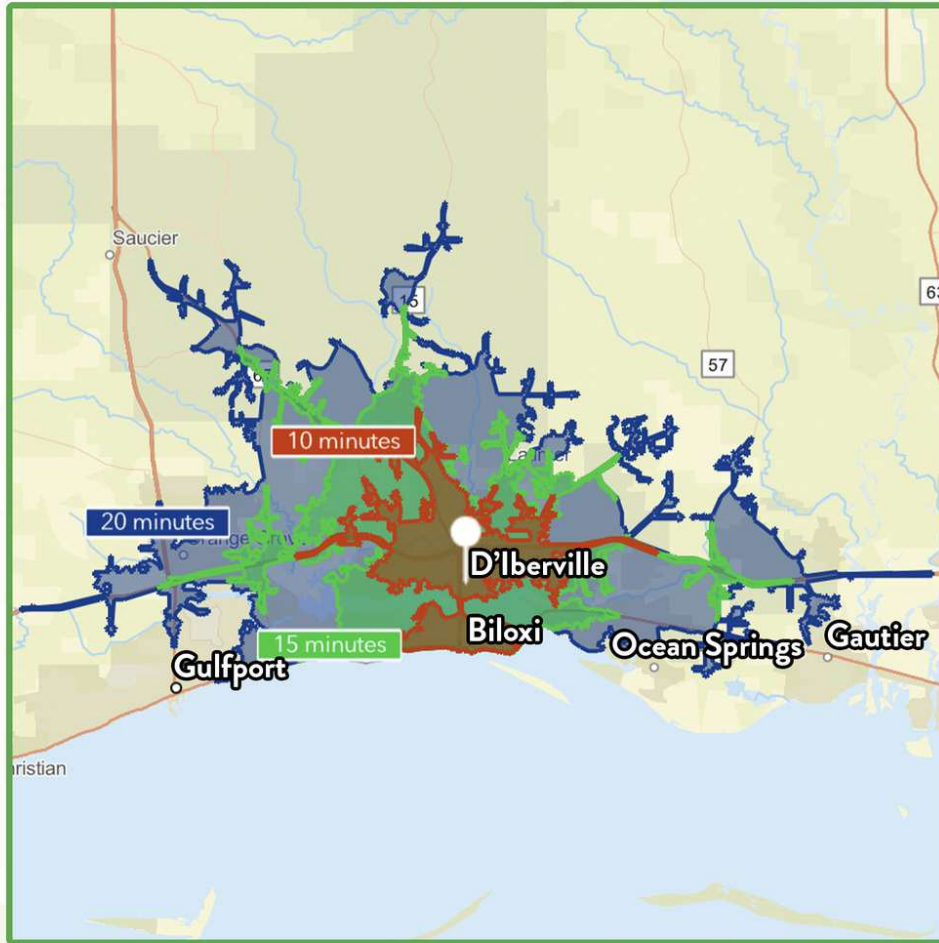 Saucier
15
63
57
10 minutes
20 minutes
D'Iberville
Biloxi
15 minutes
Ocean Springs
Gautier
Gulfport
ristian